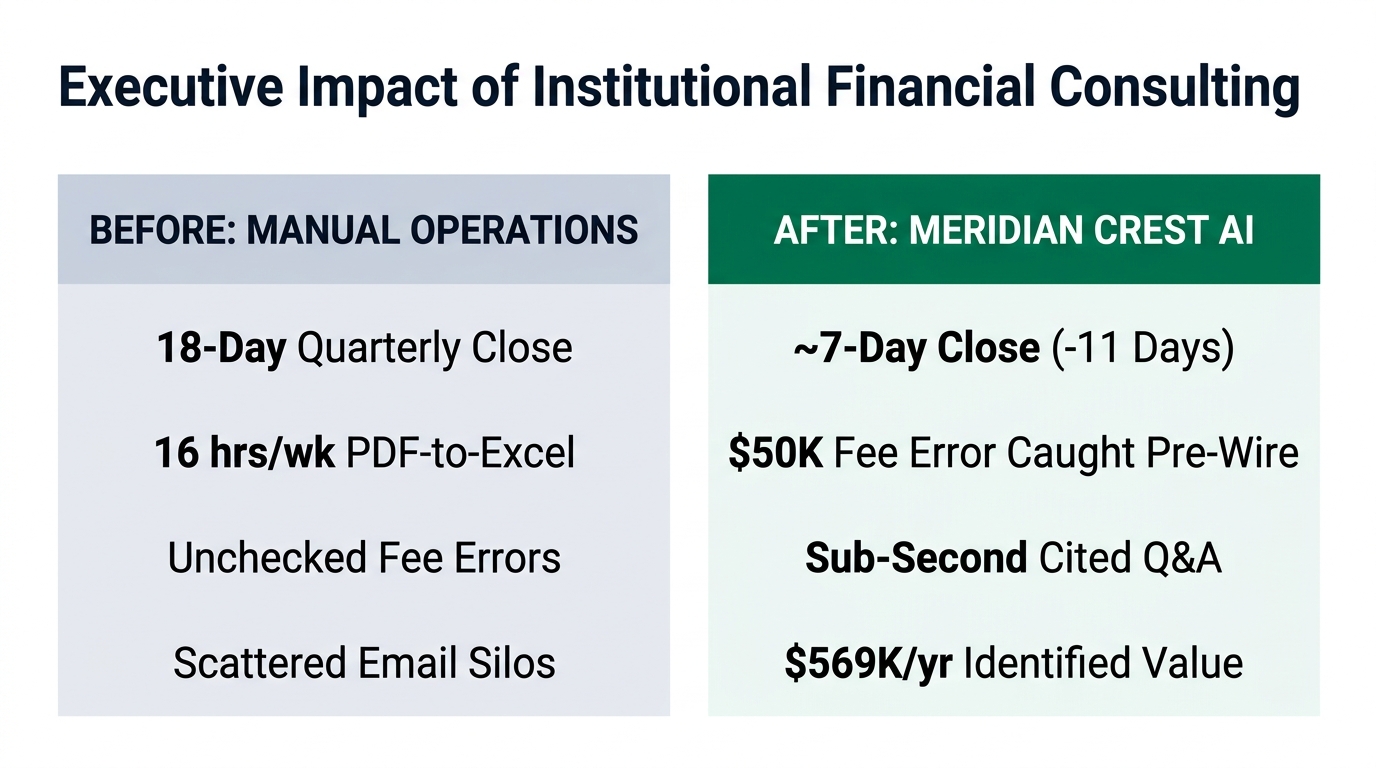 Executive Impact of Institutional Financial Consulting
BEFORE: MANUAL OPERATIONS
18-Day Quarterly Close
16 hrs/wk PDF-to-Excel
Unchecked Fee Errors
Scattered Email Silos
AFTER: MERIDIAN CREST AI
~7-Day Close (-11 Days)
$50K Fee Error Caught Pre-Wire
Sub-Second Cited Q&A
$569K/yr Identified Value